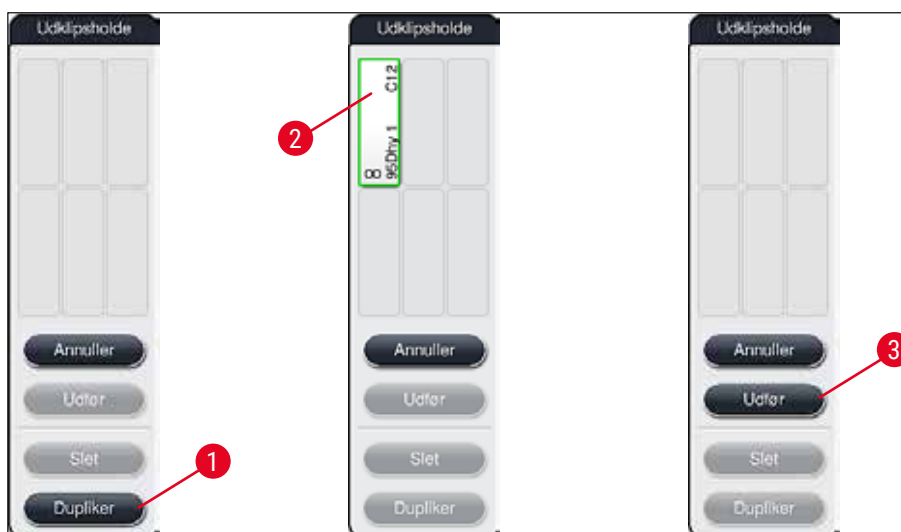 Udklipsholde
Annuller
Udfør
Slet
Dupliker
1
Udklipsholde
2
C12
95Dhy 1
8
Annuller
Udfør
Slet
Dupliker
Udklipsholde
Annuller
Udfør
3
Slet
Dupliker